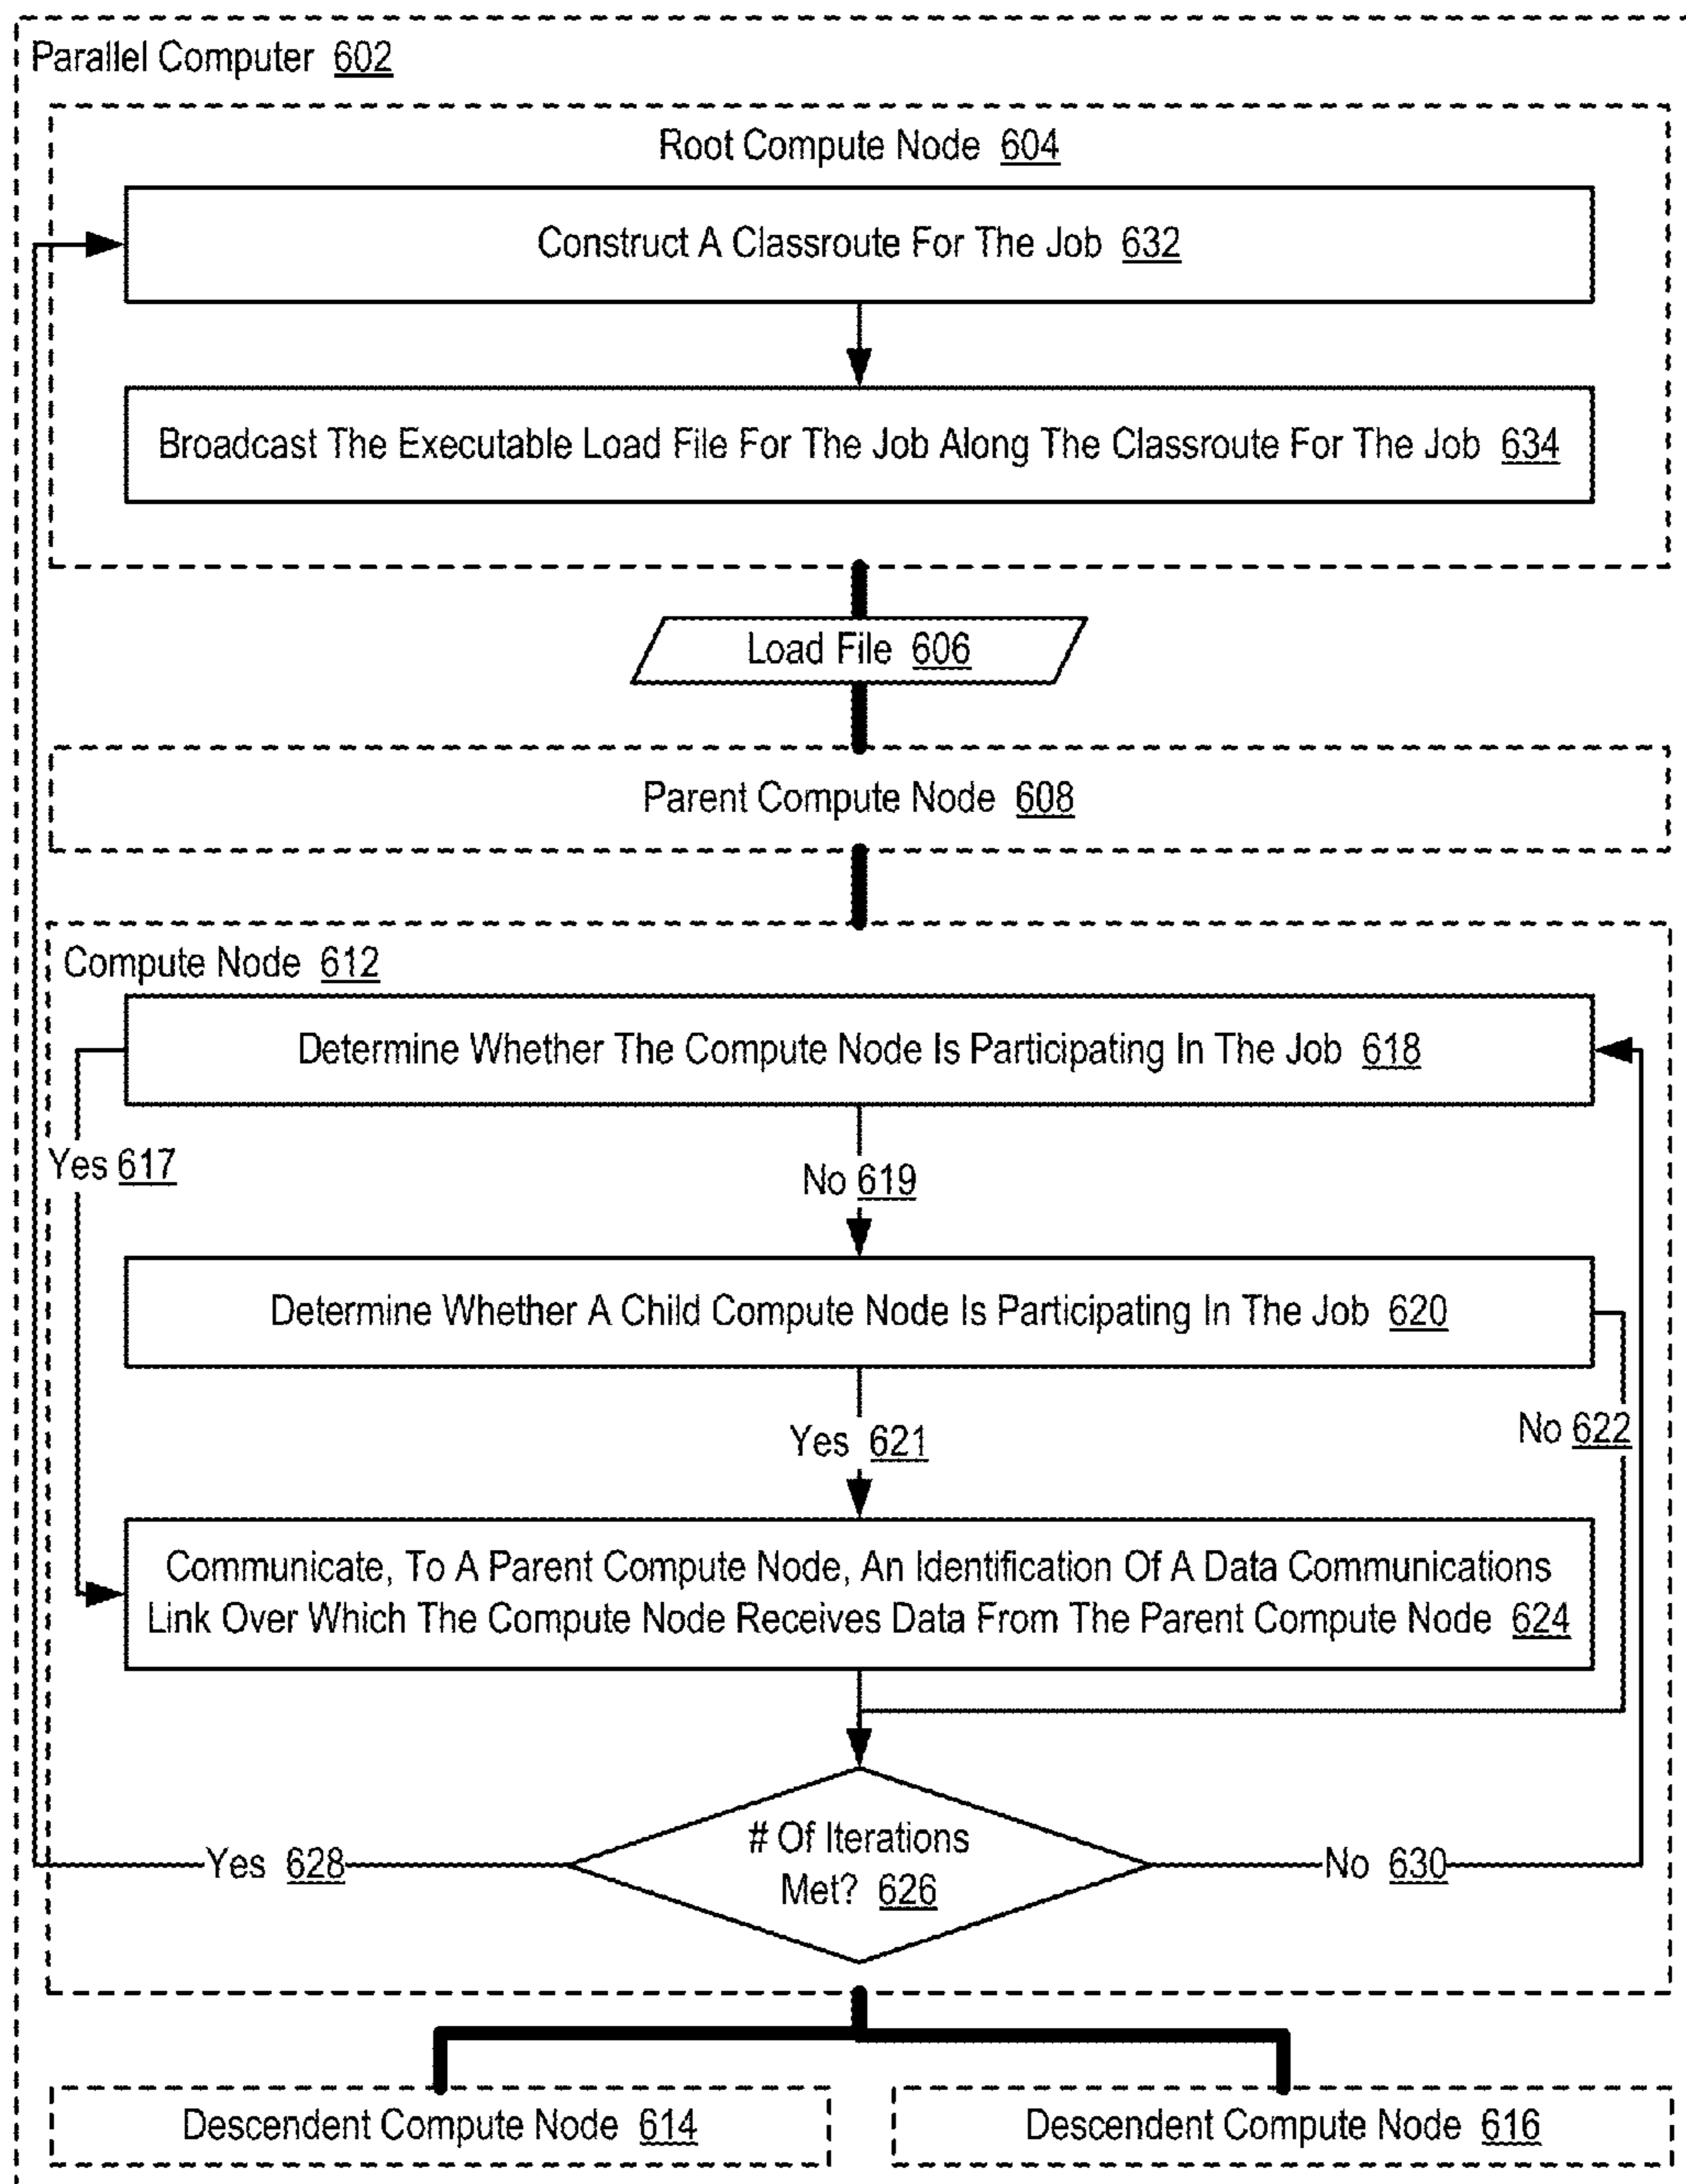 Parallel Computer 602
Root Compute Node 604
Construct A Classroute For The Job 632
Broadcast The Executable Load File For The Job Along The Classroute For The Job 634
Load File 606
Parent Compute Node 608
Compute Node 612
Determine Whether The Compute Node Is Participating In The Job 618
Yes 617
No 619
Determine Whether A Child Compute Node Is Participating In The Job 620
No 622
Yes 621
Communicate, To A Parent Compute Node, An Identification Of A Data Communications
Link Over Which The Compute Node Receives Data From The Parent Compute Node 624
# Of Iterations
Met? 626
Yes 628
No 630
Descendent Compute Node 614
Descendent Compute Node 616